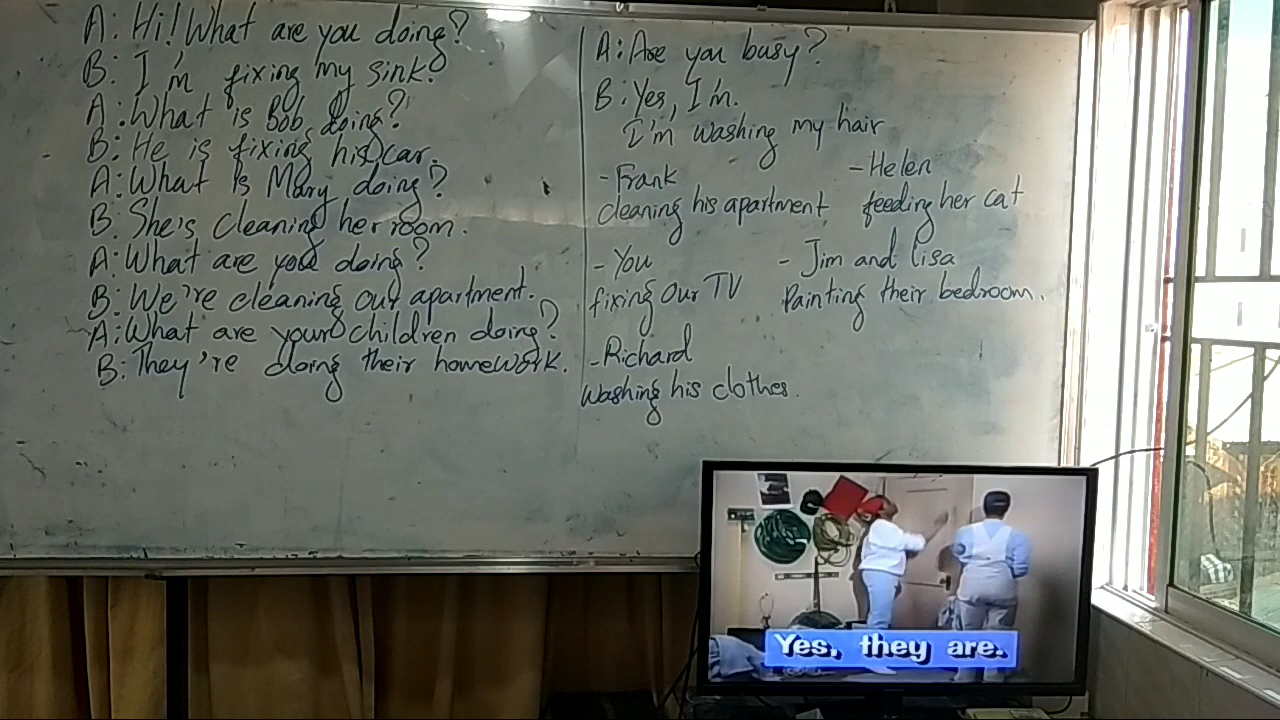 A: Hi! What are you doing?
B: I'm fixing my sink.
A: What is Bob doing?
B: He is fixing his car.
A: What is Mary doing?
B: She's cleaning her room.
A: What are you doing?
B: We're cleaning our apartment.
A: What are your children doing?
B: They're doing their homework.
A: Are you busy?
B: Yes, I'm.
I'm washing my hair
- Frank
cleaning his apartment
- Helen
feeding her cat
- You
fixing our TV
- Jim and lisa
Painting their bedroom.
- Richard
Washing his clothes.
Yes, they are.